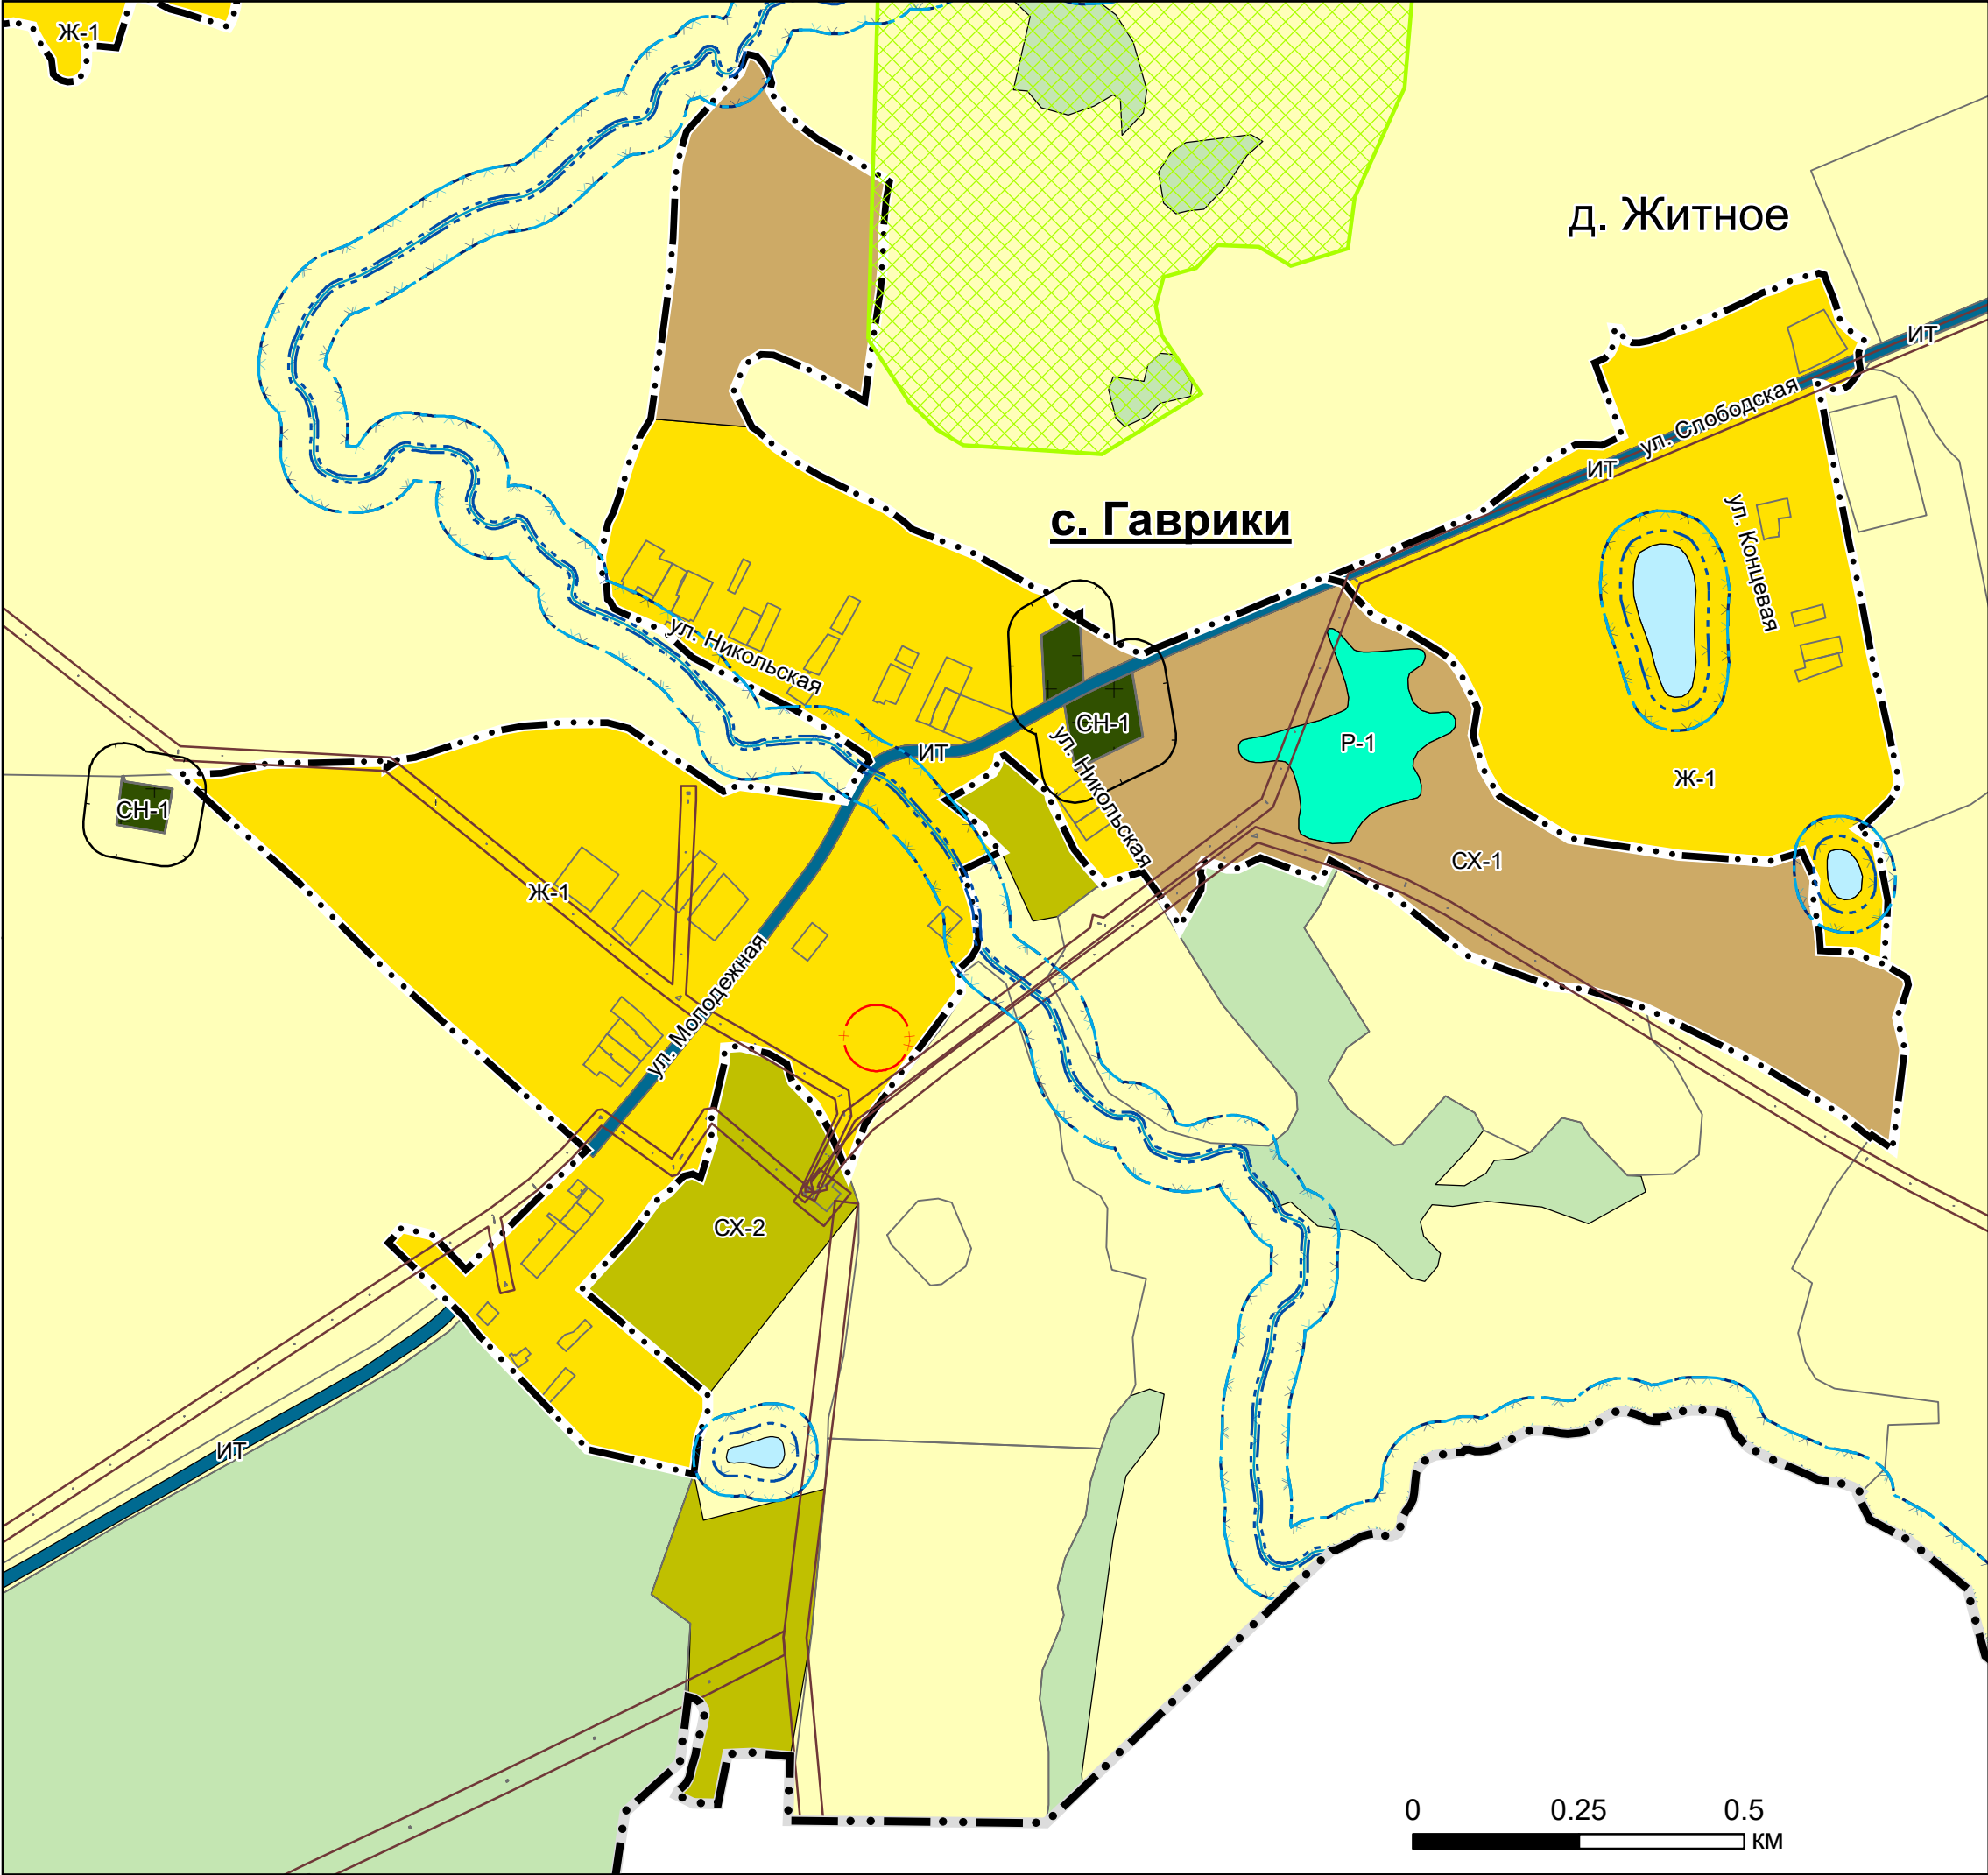 Ж-1
д. Житное
ИТ
ул. Слободская
ИТ
с. Гаврики
ул. Концевая
ул. Никольская
СН-1
ИТ
ул. Никольская
Р-1
Ж-1
СН-1
СХ-1
Ж-1
ул. Молодежная
СХ-2
ИТ
0 0.25 0.5
км